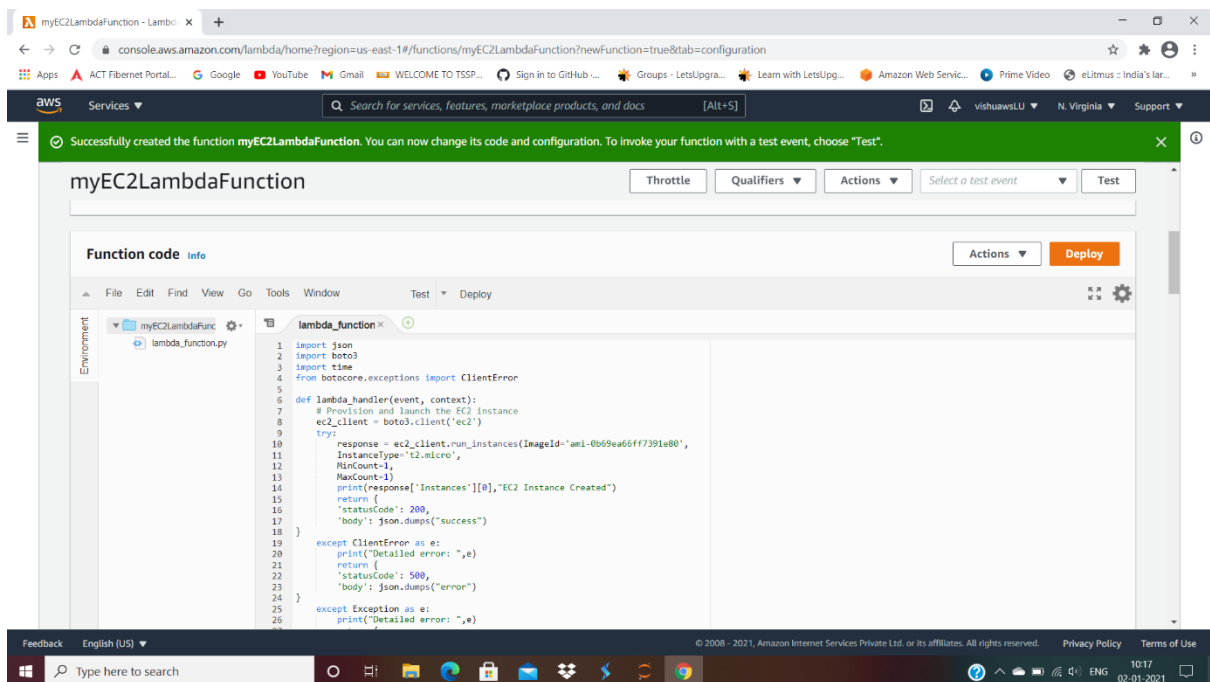 myEC2LambdaFunction - Lambd
console.aws.amazon.com/lambda/home?region=us-east-1#/functions/myEC2LambdaFunction?newFunction=true&tab=configuration
Apps ACT Fibernet Portal... Google YouTube Gmail WELCOME TO TSSP... Sign in to GitHub ·... Groups - LetsUpgra... Learn with LetsUpg... Amazon Web Servic... Prime Video eLitmus :: India's lar... »
aws Services ▼ Search for services, features, marketplace products, and docs [Alt+S] vishuawsLU ▼ N. Virginia ▼ Support ▼
Successfully created the function myEC2LambdaFunction. You can now change its code and configuration. To invoke your function with a test event, choose "Test".
myEC2LambdaFunction Throttle Qualifiers ▼ Actions ▼ Select a test event ▼ Test
Function code Info Actions ▼ Deploy
File Edit Find View Go Tools Window Test Deploy
Environment
myEC2LambdaFunc
lambda_function.py
lambda_function ×
1 import json
2 import boto3
3 import time
4 from botocore.exceptions import ClientError
5
6 def lambda_handler(event, context):
7 # Provision and launch the EC2 instance
8 ec2_client = boto3.client('ec2')
9 try:
10 response = ec2_client.run_instances(ImageId='ami-0b69ea66ff7391e80',
11 InstanceType='t2.micro',
12 MinCount=1,
13 MaxCount=1)
14 print(response['Instances'][0],"EC2 Instance Created")
15 return {
16 'statusCode': 200,
17 'body': json.dumps("success")
18 }
19 except ClientError as e:
20 print("Detailed error: ",e)
21 return {
22 'statusCode': 500,
23 'body': json.dumps("error")
24 }
25 except Exception as e:
26 print("Detailed error: ",e)
Feedback English (US) ▼ © 2008 - 2021, Amazon Internet Services Private Ltd. or its affiliates. All rights reserved. Privacy Policy Terms of Use
Type here to search ENG 10:17
02-01-2021